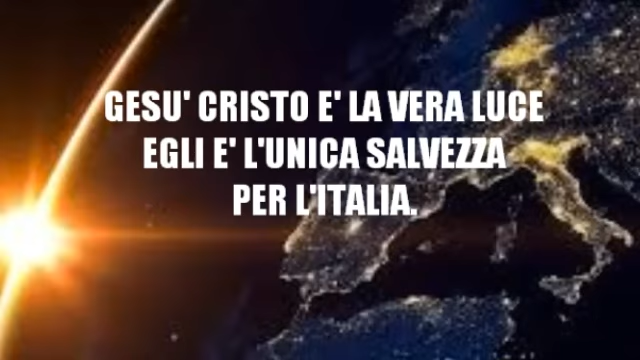 GESU' CRISTO E' LA VERA LUCE
EGLI E' L'UNICA SALVEZZA
PER L'ITALIA.